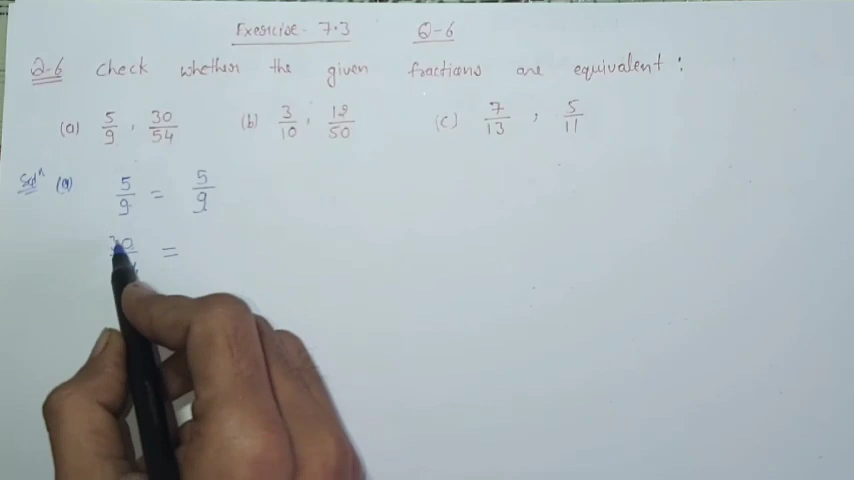 Exercise - 7.3 Q-6
Q-6 Check whether the given fractions are equivalent :
(a) 5/9 , 30/54 (b) 3/10 , 12/50 (c) 7/13 , 5/11
Solⁿ (a) 5/9 = 5/9
30 =